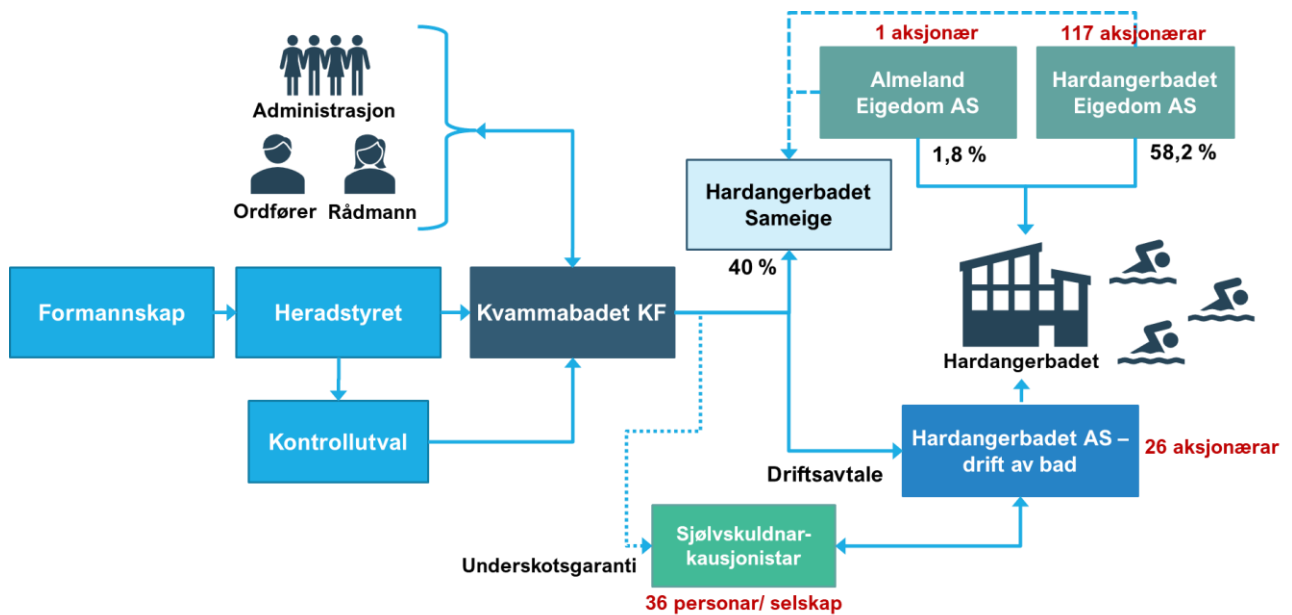 1 aksjonær
117 aksjonærar
Almeland
Eigedom AS
Hardangerbadet
Eigedom AS
1,8 %
58,2 %
Administrasjon
Ordfører
Rådmann
Hardangerbadet
Sameige
40 %
Formannskap
Heradstyret
Kvammabadet KF
Hardangerbadet
Kontrollutval
Hardangerbadet AS –
drift av bad
26 aksjonærar
Driftsavtale
Sjølvskuldnar-
kausjonistar
Underskotsgaranti
36 personar/ selskap